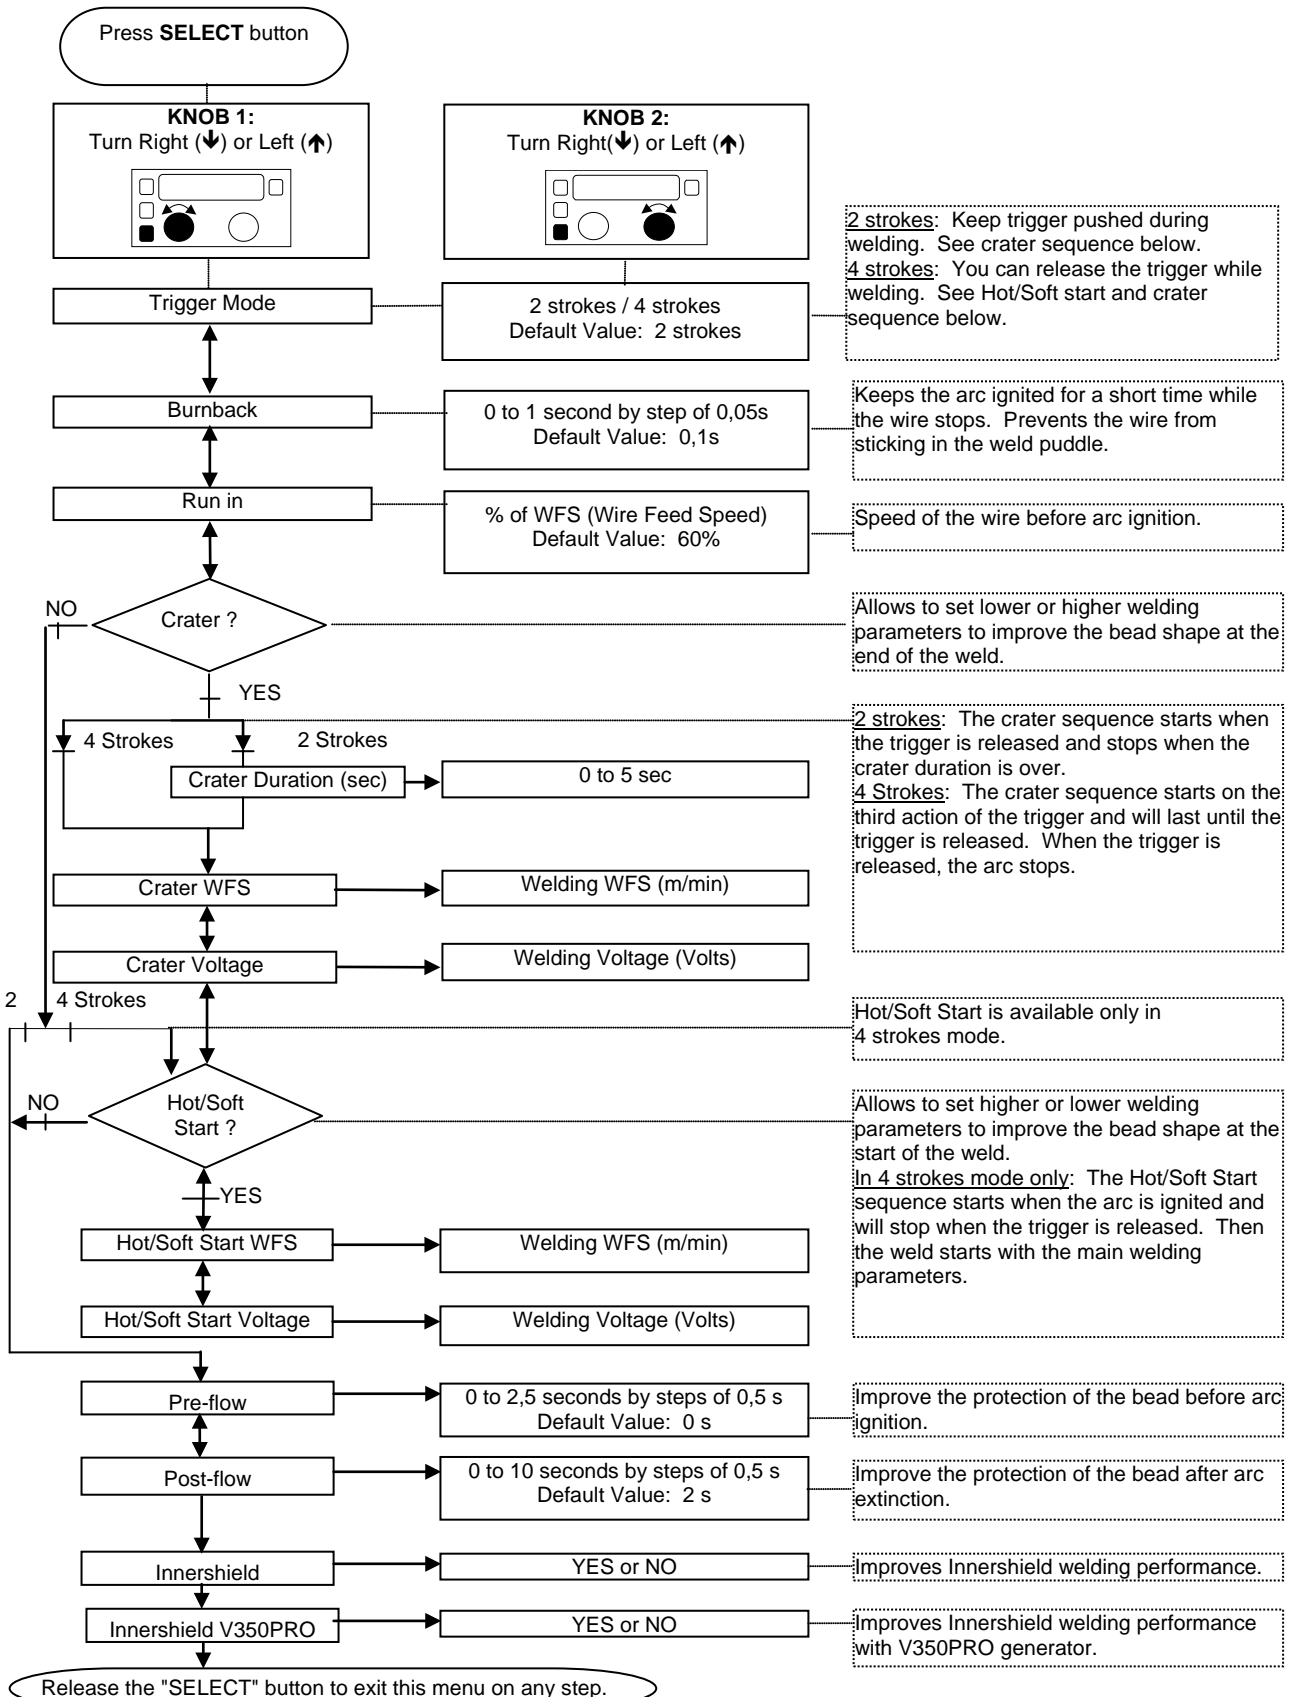 Press SELECT button
KNOB 1:
Turn Right (🡻) or Left (🡹)
KNOB 2:
Turn Right(🡻) or Left (🡹)
2 strokes:  Keep trigger pushed during
welding.  See crater sequence below.
4 strokes:  You can release the trigger while
welding.  See Hot/Soft start and crater
sequence below.
Trigger Mode
2 strokes / 4 strokes
Default Value:  2 strokes
Burnback
0 to 1 second by step of 0,05s
Default Value:  0,1s
Keeps the arc ignited for a short time while
the wire stops.  Prevents the wire from
sticking in the weld puddle.
Run in
% of WFS (Wire Feed Speed)
Default Value:  60%
Speed of the wire before arc ignition.
NO
Crater ?
Allows to set lower or higher welding
parameters to improve the bead shape at the
end of the weld.
YES
4 Strokes
2 Strokes
Crater Duration (sec)
0 to 5 sec
2 strokes:  The crater sequence starts when
the trigger is released and stops when the
crater duration is over.
4 Strokes:  The crater sequence starts on the
third action of the trigger and will last until the
trigger is released.  When the trigger is
released, the arc stops.
Crater WFS
Welding WFS (m/min)
Crater Voltage
Welding Voltage (Volts)
2
4 Strokes
Hot/Soft Start is available only in
4 strokes mode.
NO
Hot/Soft
Start ?
Allows to set higher or lower welding
parameters to improve the bead shape at the
start of the weld.
In 4 strokes mode only:  The Hot/Soft Start
sequence starts when the arc is ignited and
will stop when the trigger is released.  Then
the weld starts with the main welding
parameters.
YES
Hot/Soft Start WFS
Welding WFS (m/min)
Hot/Soft Start Voltage
Welding Voltage (Volts)
Pre-flow
0 to 2,5 seconds by steps of 0,5 s
Default Value:  0 s
Improve the protection of the bead before arc
ignition.
Post-flow
0 to 10 seconds by steps of 0,5 s
Default Value:  2 s
Improve the protection of the bead after arc
extinction.
Innershield
YES or NO
Improves Innershield welding performance.
Innershield V350PRO
YES or NO
Improves Innershield welding performance
with V350PRO generator.
Release the "SELECT" button to exit this menu on any step.